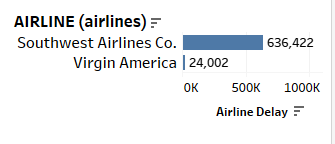 AIRLINE (airlines)
Southwest Airlines Co. 636,422
Virgin America 24,002
0K 500K 1000K
Airline Delay